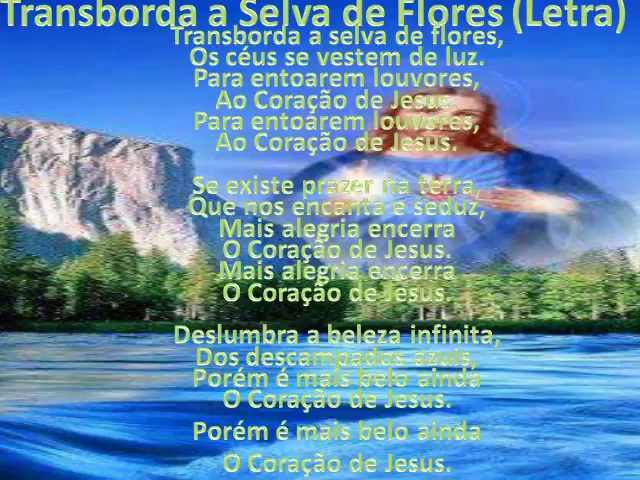 Transborda a Selva de Flores (Letra)
Transborda a selva de flores,
Os céus se vestem de luz.
Para entoarem louvores,
Ao Coração de Jesus.
Para entoarem louvores,
Ao Coração de Jesus.
Se existe prazer na terra,
Que nos encanta e seduz,
Mais alegria encerra
O Coração de Jesus.
Mais alegria encerra
O Coração de Jesus.
Deslumbra a beleza infinita,
Dos descampados azuis,
Porém é mais belo ainda
O Coração de Jesus.
Porém é mais belo ainda
O Coração de Jesus.